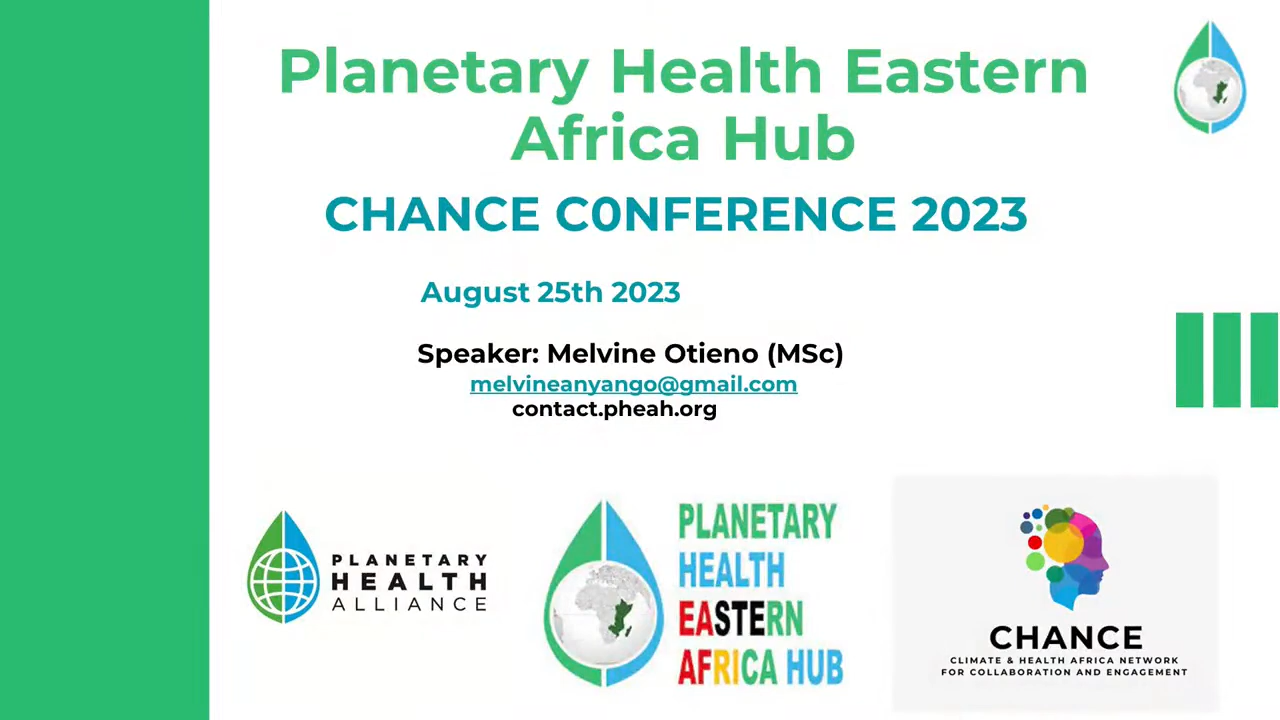 Planetary Health Eastern
Africa Hub
CHANCE C0NFERENCE 2023
August 25th 2023
Speaker: Melvine Otieno (MSc)
melvineanyango@gmail.com
contact.pheah.org
PLANETARY
HEALTH
ALLIANCE
PLANETARY
HEALTH
EASTERN
AFRICA HUB
CHANCE
CLIMATE & HEALTH AFRICA NETWORK
FOR COLLABORATION AND ENGAGEMENT